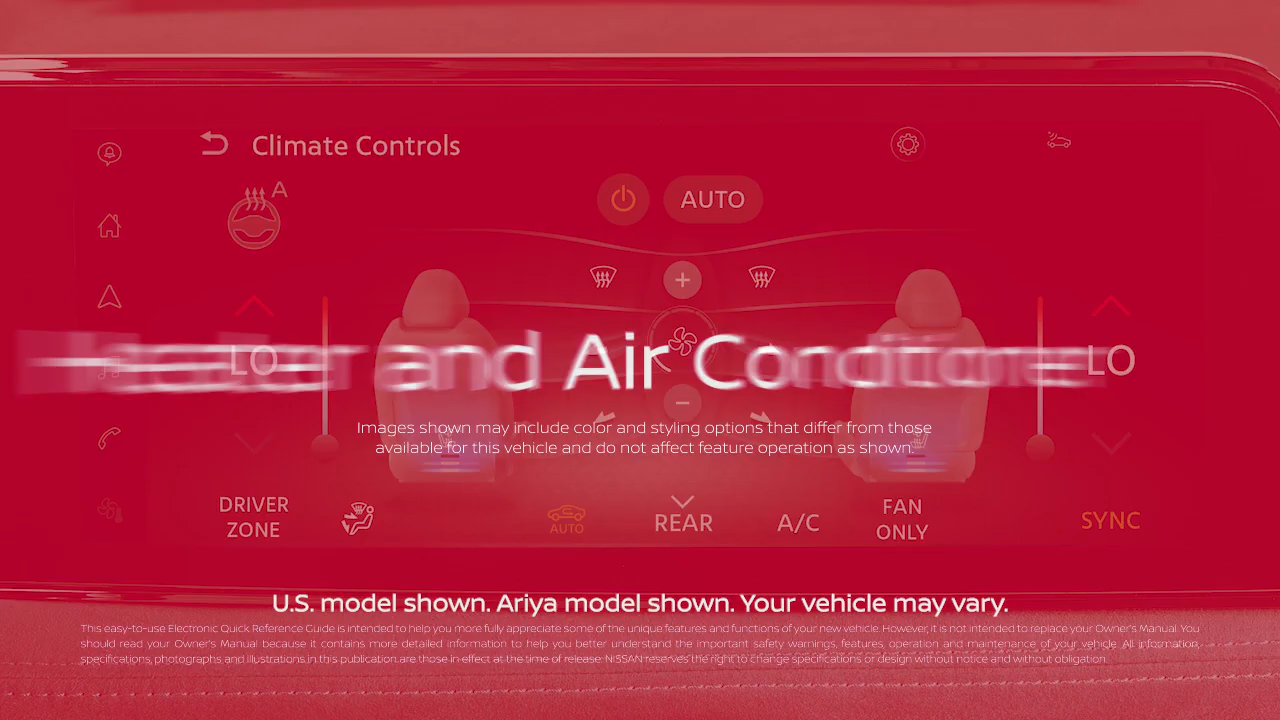 Climate Controls
A
AUTO
LO
Heater and Air Conditioner
LO
Images shown may include color and styling options that differ from those
available for this vehicle and do not affect feature operation as shown.
DRIVER
ZONE
AUTO
REAR
A/C
FAN
ONLY
SYNC
U.S. model shown. Ariya model shown. Your vehicle may vary.
This easy-to-use Electronic Quick Reference Guide is intended to help you more fully appreciate some of the unique features and functions of your new vehicle. However, it is not intended to replace your Owner's Manual. You
should read your Owner's Manual because it contains more detailed information to help you better understand the important safety warnings, features, operation and maintenance of your vehicle. All information,
specifications, photographs and illustrations in this publication are those in effect at the time of release. NISSAN reserves the right to change specifications or design without notice and without obligation.